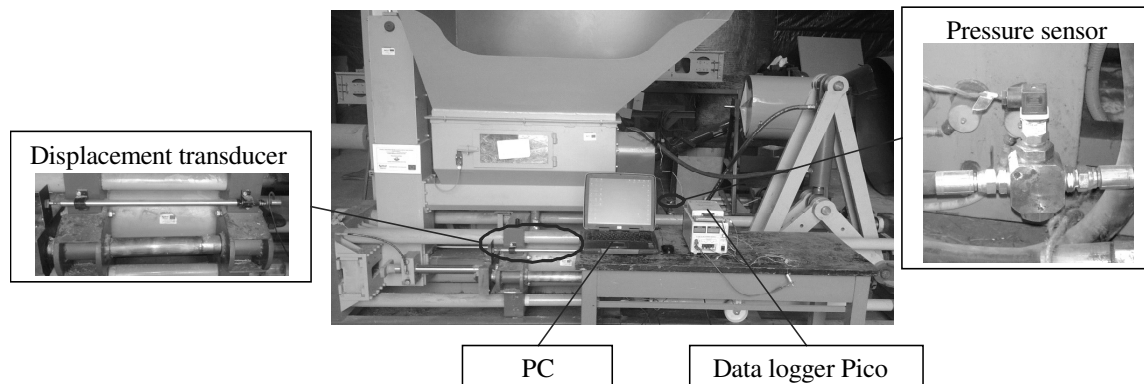 Pressure sensor
Displacement transducer
PC
Data logger Pico